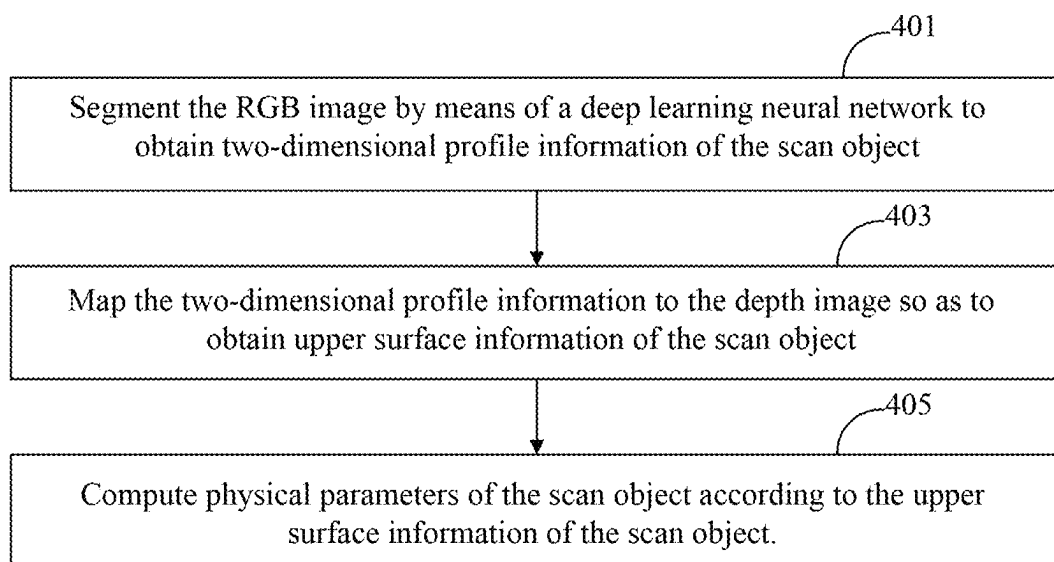 401
Segment the RGB image by means of a deep learning neural network to
obtain two-dimensional profile information of the scan object
403
Map the two-dimensional profile information to the depth image so as to
obtain upper surface information of the scan object
405
Compute physical parameters of the scan object according to the upper
surface information of the scan object.